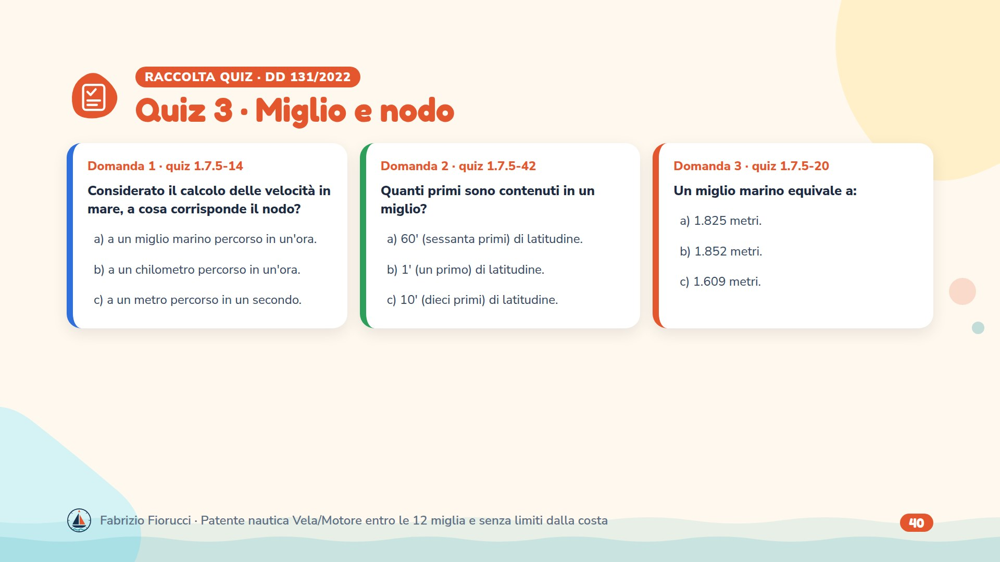 RACCOLTA QUIZ · DD 131/2022
Quiz 3 · Miglio e nodo
Domanda 1 · quiz 1.7.5-14
Considerato il calcolo delle velocità in
mare, a cosa corrisponde il nodo?
a) a un miglio marino percorso in un'ora.
b) a un chilometro percorso in un'ora.
c) a un metro percorso in un secondo.
Domanda 2 · quiz 1.7.5-42
Quanti primi sono contenuti in un
miglio?
a) 60' (sessanta primi) di latitudine.
b) 1' (un primo) di latitudine.
c) 10' (dieci primi) di latitudine.
Domanda 3 · quiz 1.7.5-20
Un miglio marino equivale a:
a) 1.825 metri.
b) 1.852 metri.
c) 1.609 metri.
Fabrizio Fiorucci · Patente nautica Vela/Motore entro le 12 miglia e senza limiti dalla costa
40